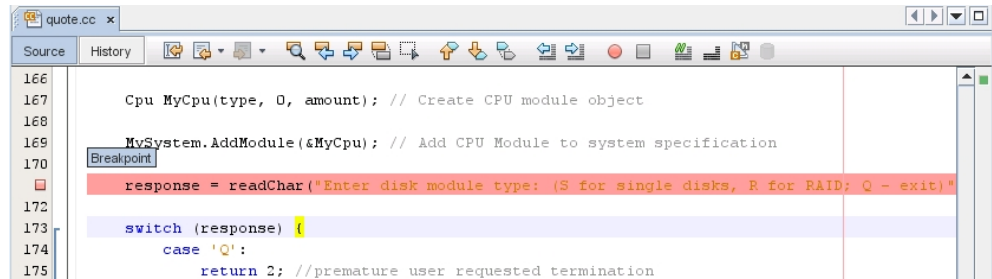 quote.cc x
Source History
166
167 Cpu MyCpu(type, 0, amount); // Create CPU module object
168
169 MySystem.AddModule(&MyCpu); // Add CPU Module to system specification
Breakpoint
170
response = readChar("Enter disk module type: (S for single disks, R for RAID; Q - exit)"
172
173 switch (response) {
174 case 'Q':
175 return 2; //premature user requested termination